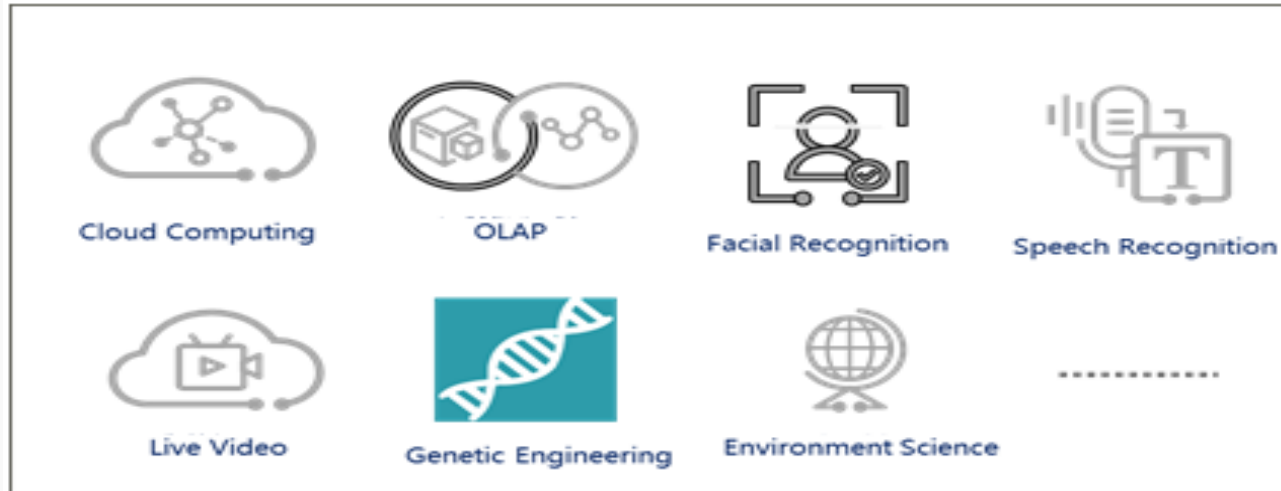 T
Cloud Computing
OLAP
Facial Recognition
Speech Recognition
Live Video
Genetic Engineering
Environment Science